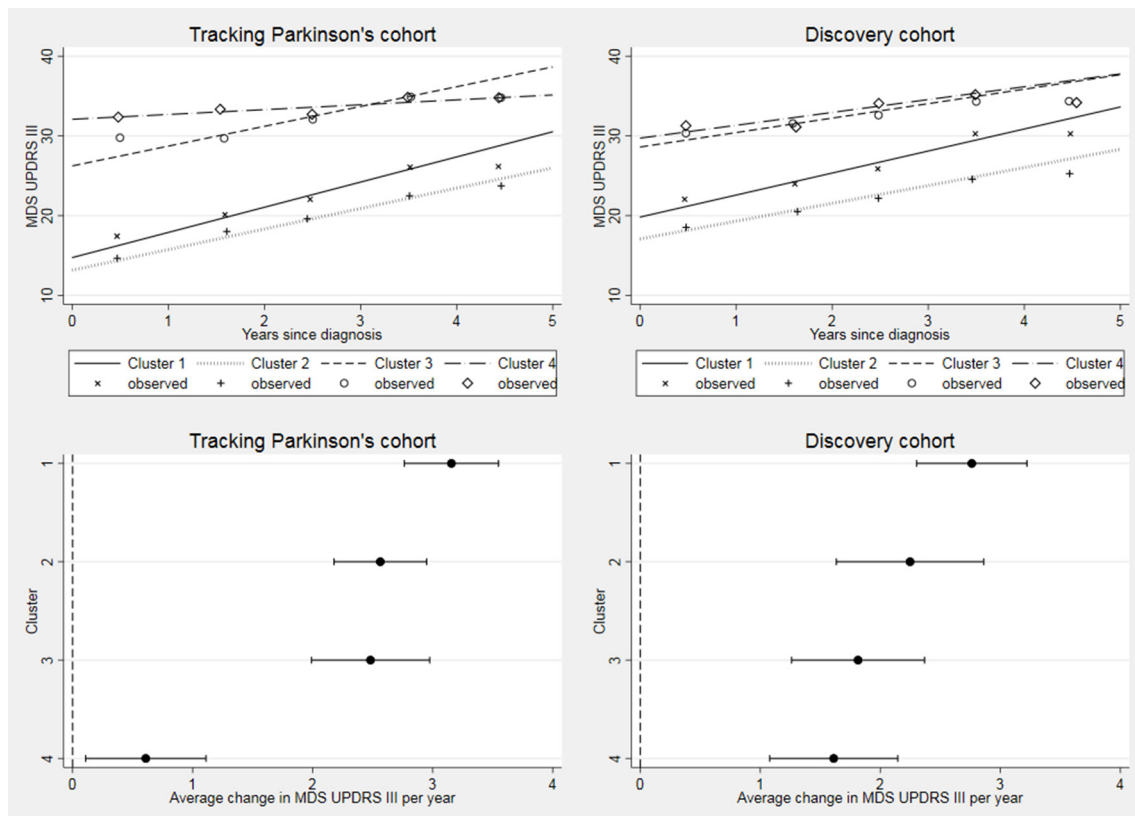 Tracking Parkinson's cohort
MDS UPDRS III
40
30
20
10
0 1 2 3 4 5
Years since diagnosis
Cluster 1 Cluster 2 Cluster 3 Cluster 4
observed observed observed observed
Discovery cohort
MDS UPDRS III
40
30
20
10
0 1 2 3 4 5
Years since diagnosis
Cluster 1 Cluster 2 Cluster 3 Cluster 4
observed observed observed observed
Tracking Parkinson's cohort
Cluster
1
2
3
4
0 1 2 3 4
Average change in MDS UPDRS III per year
Discovery cohort
Cluster
1
2
3
4
0 1 2 3 4
Average change in MDS UPDRS III per year